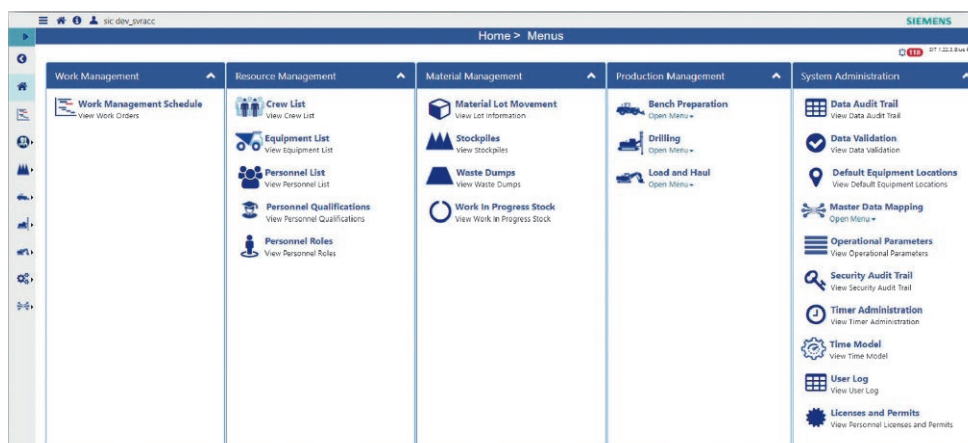 sic dev_svracc
SIEMENS
Home > Menus
118
Work Management
Work Management Schedule
View Work Orders
Resource Management
Crew List
View Crew List
Equipment List
View Equipment List
Personnel List
View Personnel List
Personnel Qualifications
View Personnel Qualifications
Personnel Roles
View Personnel Roles
Material Management
Material Lot Movement
View Lot Information
Stockpiles
View Stockpiles
Waste Dumps
View Waste Dumps
Work In Progress Stock
View Work In Progress Stock
Production Management
Bench Preparation
Open Menu
Drilling
Open Menu
Load and Haul
Open Menu
System Administration
Data Audit Trail
View Data Audit Trail
Data Validation
View Data Validation
Default Equipment Locations
View Default Equipment Locations
Master Data Mapping
Open Menu
Operational Parameters
View Operational Parameters
Security Audit Trail
View Security Audit Trail
Timer Administration
View Timer Administration
Time Model
View Time Model
User Log
View User Log
Licenses and Permits
View Personnel Licenses and Permits